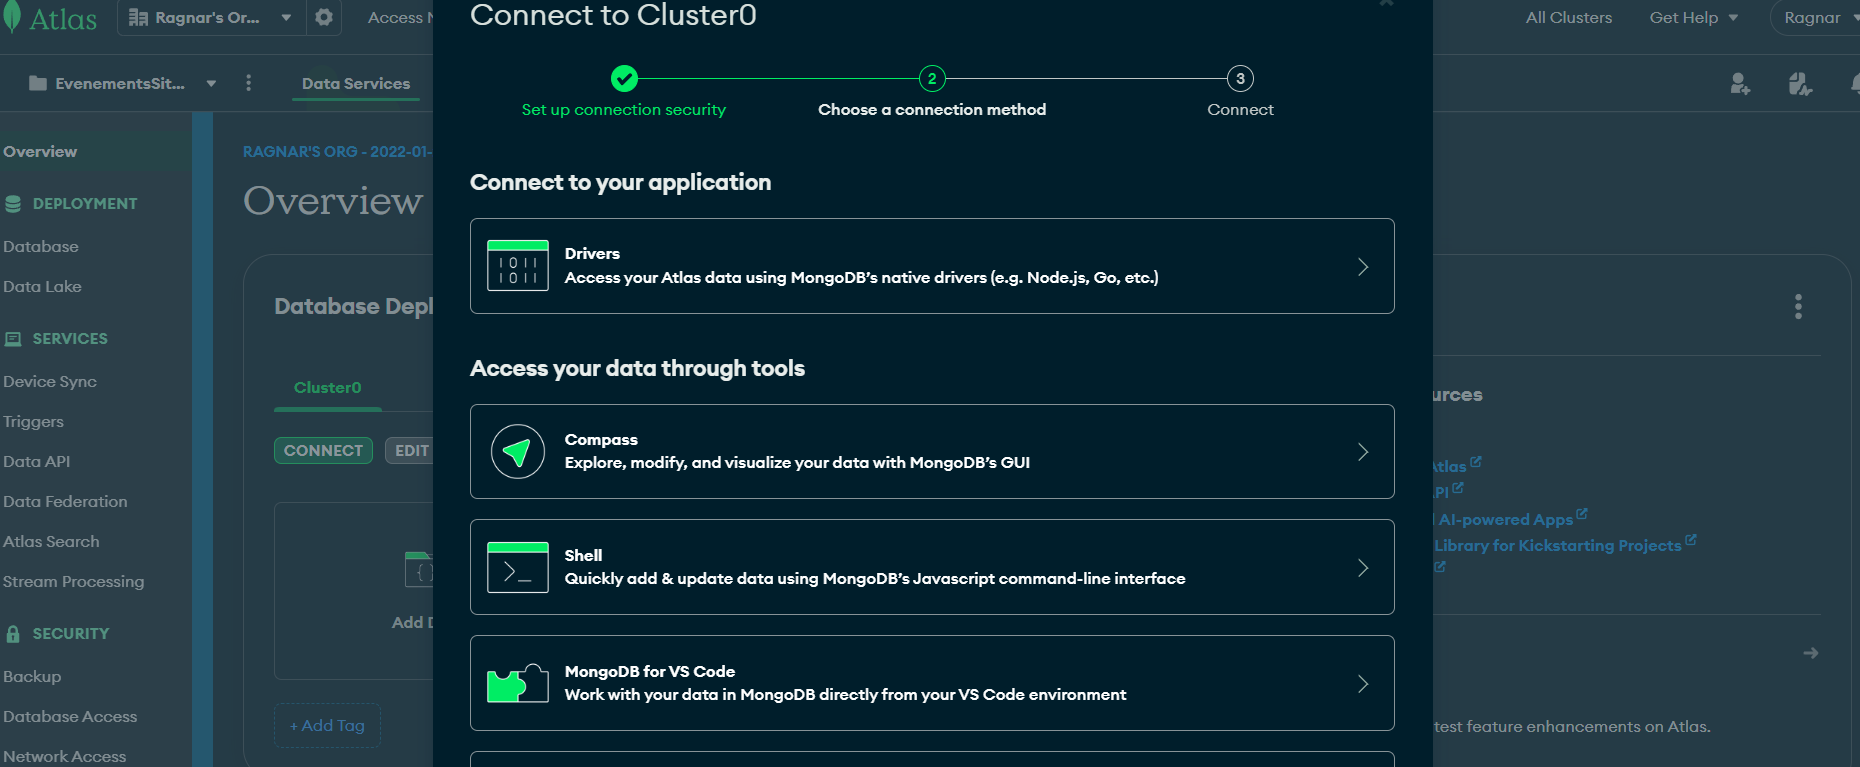 Atlas
Ragnar's Or...
Access
All Clusters
Get Help
Ragnar
EvenementsSit...
Data Services
Overview
DEPLOYMENT
Database
Data Lake
SERVICES
Device Sync
Triggers
Data API
Data Federation
Atlas Search
Stream Processing
SECURITY
Backup
Database Access
Network Access
RAGNAR'S ORG - 2022-01-
Overview
Database Depl
Cluster0
CONNECT
EDIT
{}
Add
+ Add Tag
Connect to Cluster0
2
3
Set up connection security
Choose a connection method
Connect
Connect to your application
1011
1011
Drivers
Access your Atlas data using MongoDB's native drivers (e.g. Node.js, Go, etc.)
Access your data through tools
Compass
Explore, modify, and visualize your data with MongoDB's GUI
>_
Shell
Quickly add & update data using MongoDB's Javascript command-line interface
MongoDB for VS Code
Work with your data in MongoDB directly from your VS Code environment
urces
Atlas
PI
AI-powered Apps
Library for Kickstarting Projects
test feature enhancements on Atlas.